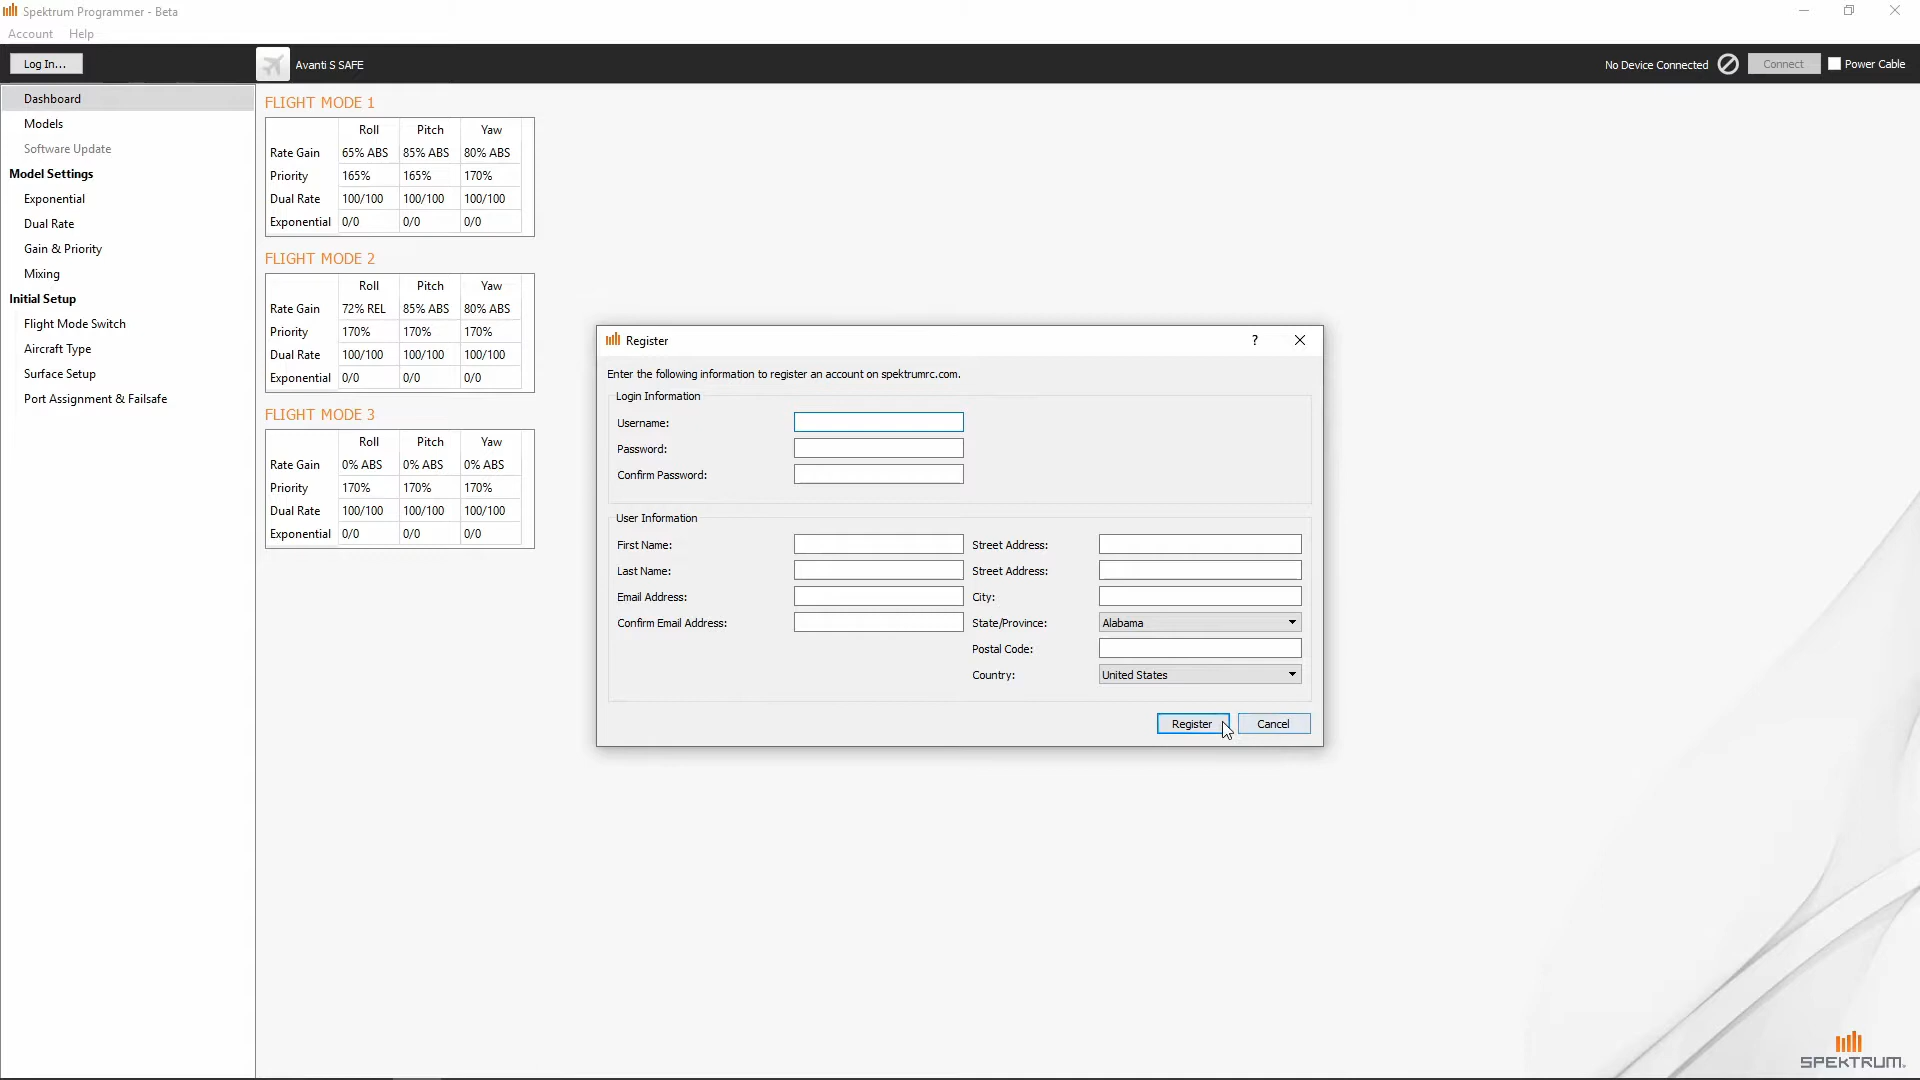 Spektrum Programmer - Beta
Account Help
Log In...
Avanti S SAFE
No Device Connected
Connect
Power Cable
Dashboard
Models
Software Update
Model Settings
Exponential
Dual Rate
Gain & Priority
Mixing
Initial Setup
Flight Mode Switch
Aircraft Type
Surface Setup
Port Assignment & Failsafe
FLIGHT MODE 1
Roll Pitch Yaw
Rate Gain 65% ABS 85% ABS 80% ABS
Priority 165% 165% 170%
Dual Rate 100/100 100/100 100/100
Exponential 0/0 0/0 0/0
FLIGHT MODE 2
Roll Pitch Yaw
Rate Gain 72% REL 85% ABS 80% ABS
Priority 170% 170% 170%
Dual Rate 100/100 100/100 100/100
Exponential 0/0 0/0 0/0
FLIGHT MODE 3
Roll Pitch Yaw
Rate Gain 0% ABS 0% ABS 0% ABS
Priority 170% 170% 170%
Dual Rate 100/100 100/100 100/100
Exponential 0/0 0/0 0/0
Register
?
Enter the following information to register an account on spektrumrc.com.
Login Information
Username:
Password:
Confirm Password:
User Information
First Name:
Last Name:
Email Address:
Confirm Email Address:
Street Address:
Street Address:
City:
State/Province: Alabama
Postal Code:
Country: United States
Register Cancel
SPEKTRUM